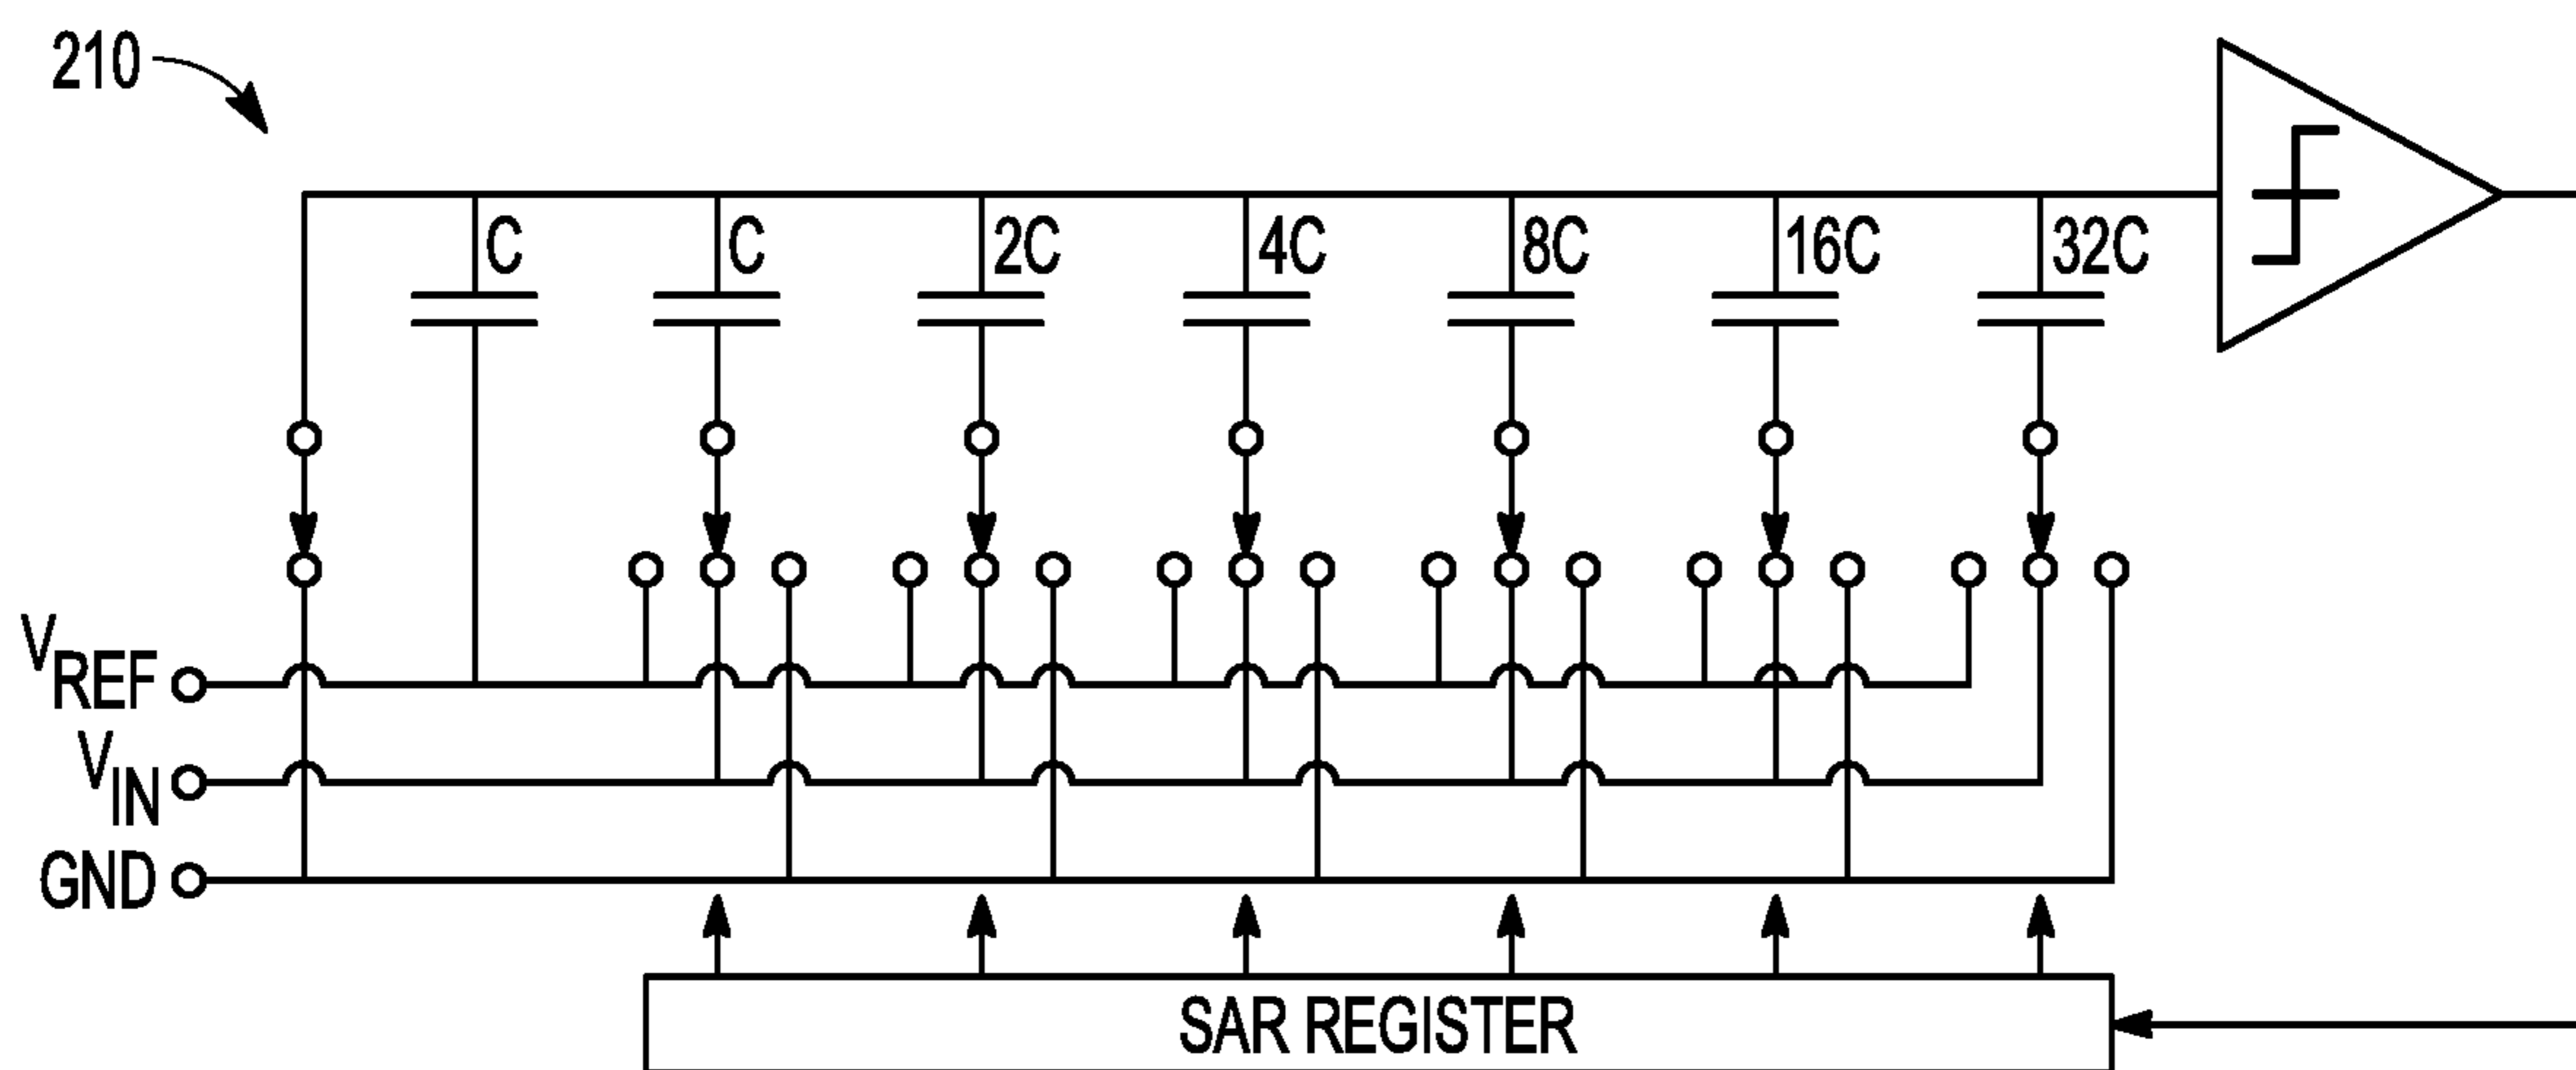 210
C C 2C 4C 8C 16C 32C
VREF
VIN
GND
SAR REGISTER